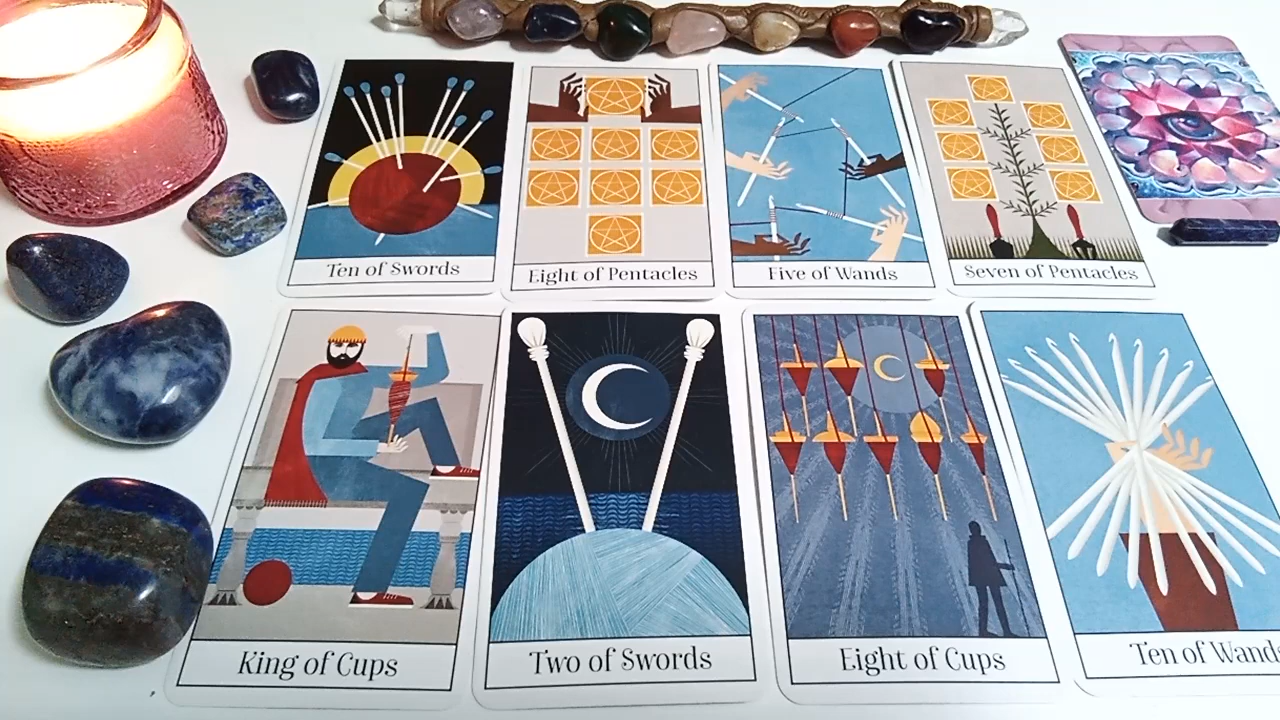 Ten of Swords
Eight of Pentacles
Five of Wands
Seven of Pentacles
King of Cups
Two of Swords
Eight of Cups
Ten of Wands